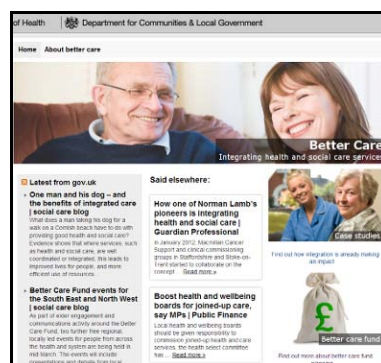 of Health
Department for Communities & Local Government
Home About better care
Better Care
Integrating health and social care services
Latest from gov.uk
One man and his dog – and
the benefits of integrated care
| social care blog
What does a man taking his dog for a
walk on a Cornish beach have to do with
providing good health and social care?
Evidence shows that where services, such
as health and social care, are well
coordinated or integrated, this leads to
improved lives for people, and more
efficient use of resources.
Better Care Fund events for
the South East and North West
| social care blog
As part of wider engagement and
communications activity around the Better
Care Fund, two further free regional,
locally led events for people from across
the health and system are being held in
mid March. The events will include
presentations and debate from local
Said elsewhere:
How one of Norman Lamb's
pioneers is integrating
health and social care |
Guardian Professional
In January 2012, Macmillan Cancer
Support and clinical commissioning
groups in Staffordshire and Stoke-on-
Trent started to collaborate on the
concept ... Read more »
Boost health and wellbeing
boards for joined-up care,
say MPs | Public Finance
Local health and wellbeing boards
should be given responsibility to
commission joined-up health and care
services, the health select committee
has ... Read more »
Case studies
Find out how integration is already making
an impact
£
Better care fund
Find out more about better care fund